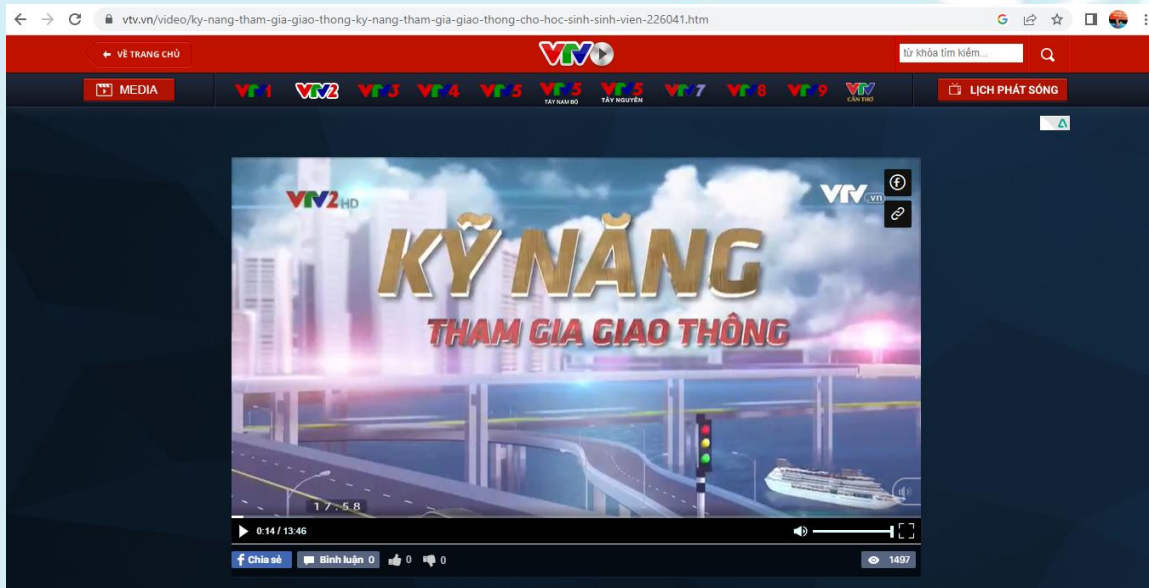 vtv.vn/video/ky-nang-tham-gia-giao-thong-ky-nang-tham-gia-giao-thong-cho-hoc-sinh-sinh-vien-226041.htm
VỀ TRANG CHỦ
VTV
từ khóa tìm kiếm...
MEDIA
VTV1 VTV2 VTV3 VTV4 VTV5 VTV5 TÂY NAM BỘ VTV5 TÂY NGUYÊN VTV7 VTV8 VTV9 VTV CẦN THƠ
LỊCH PHÁT SÓNG
VTV2 HD
VTV.vn
KỸ NĂNG
THAM GIA GIAO THÔNG
17:58
0:14 / 13:46
Chia sẻ Bình luận 0 0 0 1497